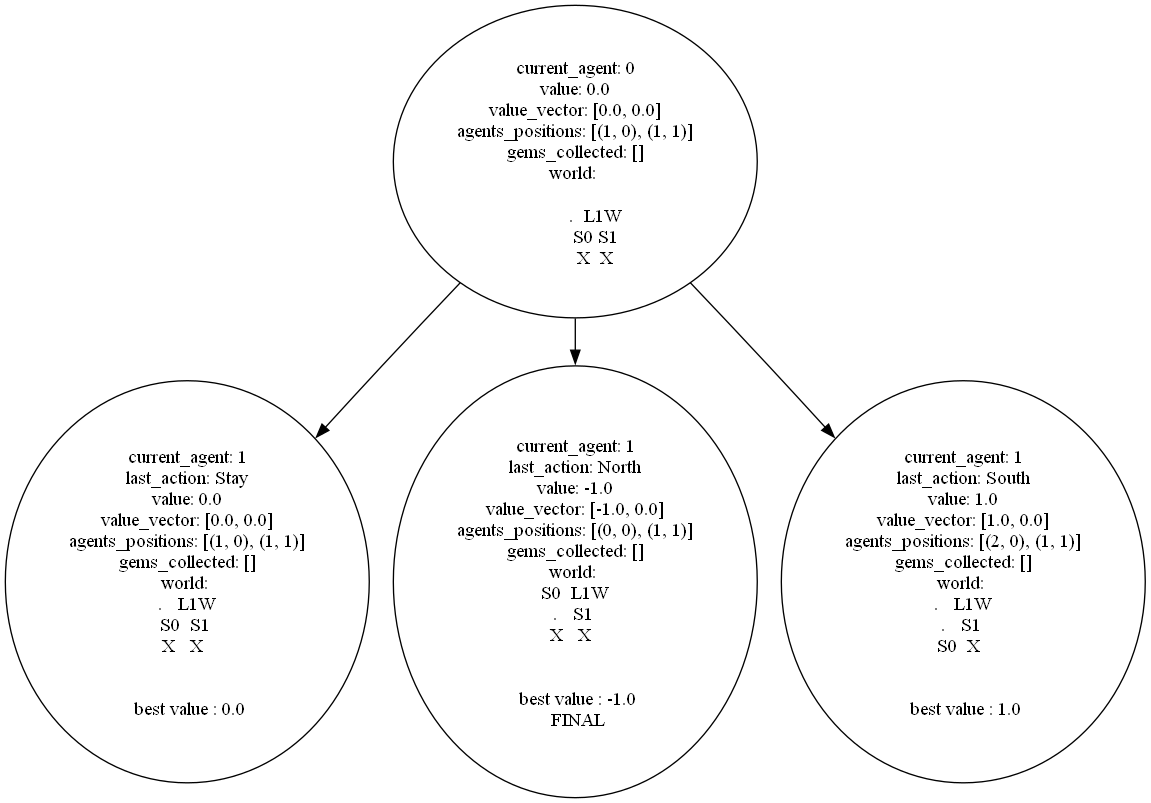 current_agent: 0
value: 0.0
value_vector: [0.0, 0.0]
agents_positions: [(1, 0), (1, 1)]
gems_collected: []
world:
. L1W
S0 S1
X X
current_agent: 1
last_action: Stay
value: 0.0
value_vector: [0.0, 0.0]
agents_positions: [(1, 0), (1, 1)]
gems_collected: []
world:
. L1W
S0 S1
X X
best value : 0.0
current_agent: 1
last_action: North
value: -1.0
value_vector: [-1.0, 0.0]
agents_positions: [(0, 0), (1, 1)]
gems_collected: []
world:
S0 L1W
. S1
X X
best value : -1.0
FINAL
current_agent: 1
last_action: South
value: 1.0
value_vector: [1.0, 0.0]
agents_positions: [(2, 0), (1, 1)]
gems_collected: []
world:
. L1W
. S1
S0 X
best value : 1.0